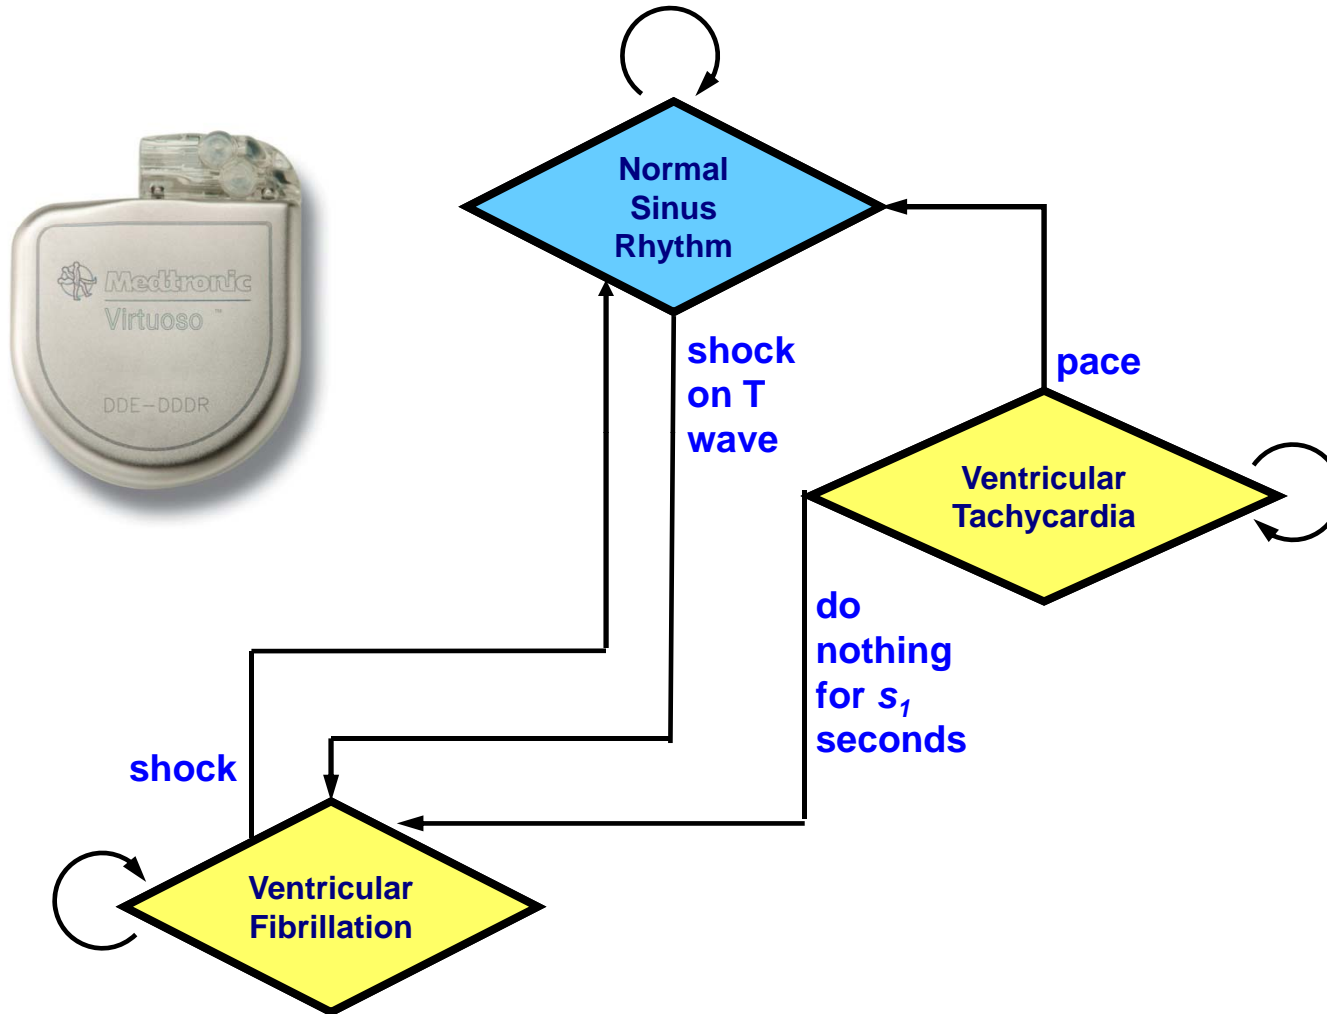 Medtronic
Virtuoso ™
DDE-DDDR
Normal
Sinus
Rhythm
shock
on T
wave
pace
Ventricular
Tachycardia
do
nothing
for s₁
seconds
shock
Ventricular
Fibrillation